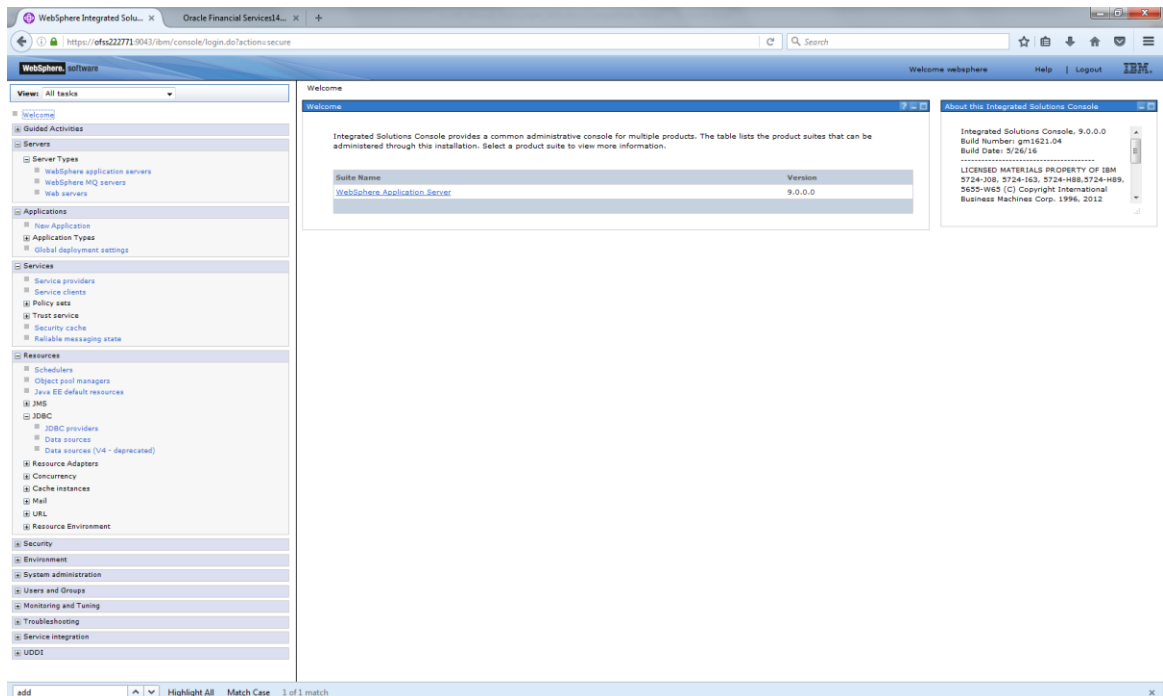 WebSphere Integrated Solu... ×
Oracle Financial Services14... ×
+
https://ofss222771:9043/ibm/console/login.do?action=secure
Search
WebSphere. software
Welcome websphere
Help | Logout
IBM.
View: All tasks
Welcome
Guided Activities
Servers
Server Types
WebSphere application servers
WebSphere MQ servers
Web servers
Applications
New Application
Application Types
Global deployment settings
Services
Service providers
Service clients
Policy sets
Trust service
Security cache
Reliable messaging state
Resources
Schedulers
Object pool managers
Java EE default resources
JMS
JDBC
JDBC providers
Data sources
Data sources (V4 - deprecated)
Resource Adapters
Concurrency
Cache instances
Mail
URL
Resource Environment
Security
Environment
System administration
Users and Groups
Monitoring and Tuning
Troubleshooting
Service integration
UDDI
Welcome
Welcome
Integrated Solutions Console provides a common administrative console for multiple products. The table lists the product suites that can be
administered through this installation. Select a product suite to view more information.
Suite Name Version
WebSphere Application Server 9.0.0.0
About this Integrated Solutions Console
Integrated Solutions Console, 9.0.0.0
Build Number: gm1621.04
Build Date: 5/26/16
----------------------------------------
LICENSED MATERIALS PROPERTY OF IBM
5724-J08, 5724-I63, 5724-H88,5724-H89,
5655-W65 (C) Copyright International
Business Machines Corp. 1996, 2012
add
Highlight All Match Case 1 of 1 match